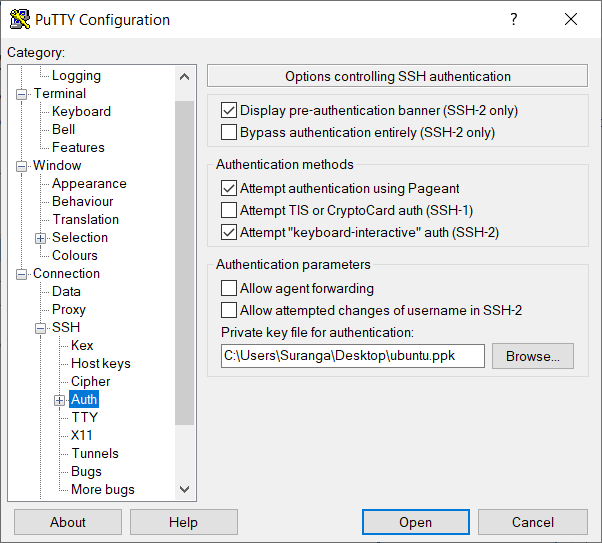 PuTTY Configuration
?
Category:
Logging
Terminal
Keyboard
Bell
Features
Window
Appearance
Behaviour
Translation
Selection
Colours
Connection
Data
Proxy
SSH
Kex
Host keys
Cipher
Auth
TTY
X11
Tunnels
Bugs
More bugs
Options controlling SSH authentication
Display pre-authentication banner (SSH-2 only)
Bypass authentication entirely (SSH-2 only)
Authentication methods
Attempt authentication using Pageant
Attempt TIS or CryptoCard auth (SSH-1)
Attempt "keyboard-interactive" auth (SSH-2)
Authentication parameters
Allow agent forwarding
Allow attempted changes of username in SSH-2
Private key file for authentication:
C:\Users\Suranga\Desktop\ubuntu.ppk
Browse...
About
Help
Open
Cancel